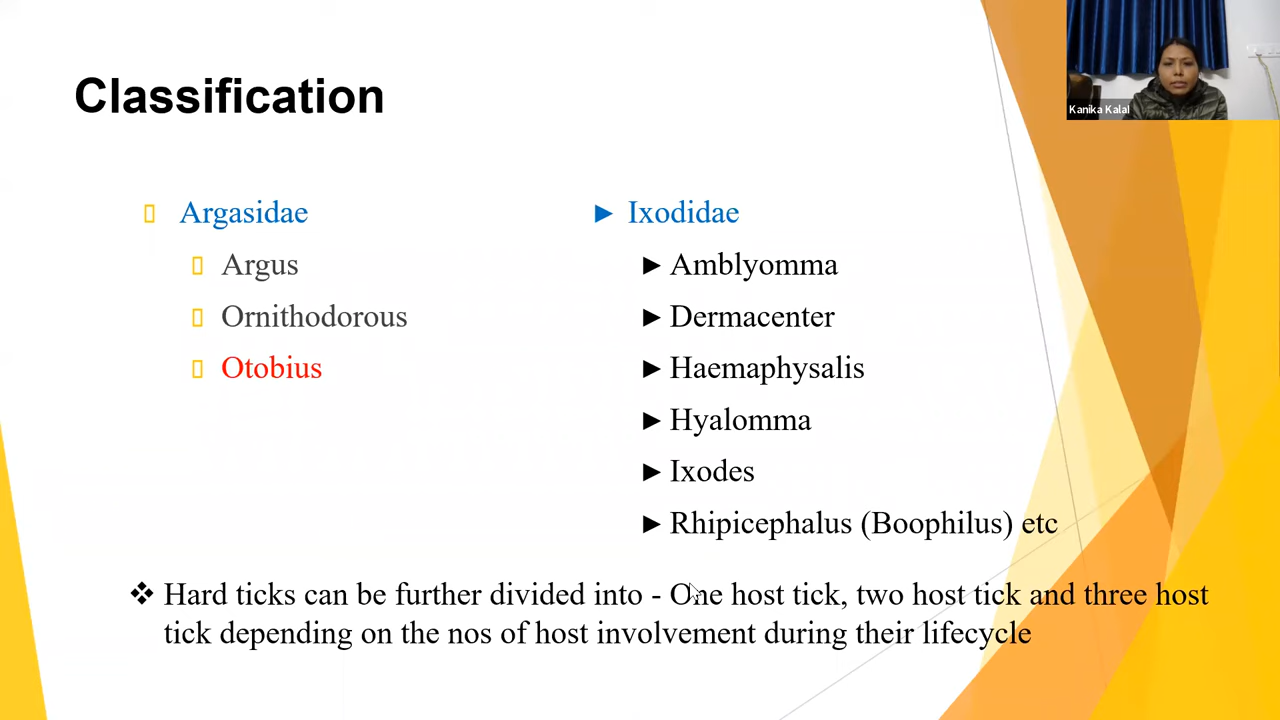 Classification
Kanika Kalal
Argasidae
Argus
Ornithodorous
Otobius
► Ixodidae
► Amblyomma
► Dermacenter
► Haemaphysalis
► Hyalomma
► Ixodes
► Rhipicephalus (Boophilus) etc
❖ Hard ticks can be further divided into - One host tick, two host tick and three host
tick depending on the nos of host involvement during their lifecycle